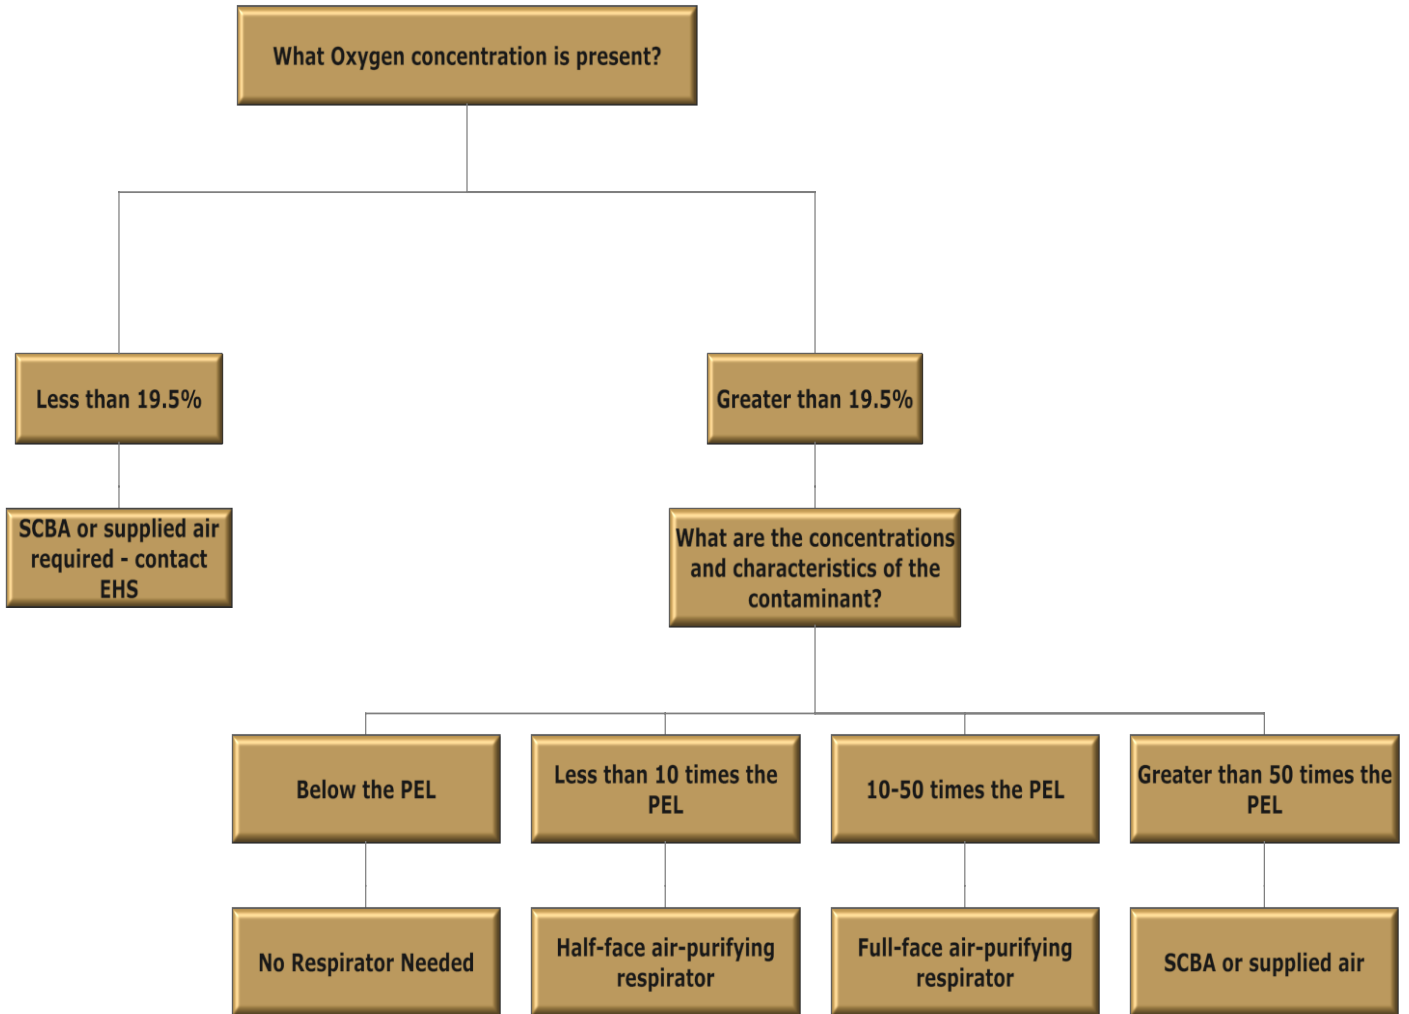 What Oxygen concentration is present?
Less than 19.5%
Greater than 19.5%
SCBA or supplied air
required - contact
EHS
What are the concentrations
and characteristics of the
contaminant?
Below the PEL
Less than 10 times the
PEL
10-50 times the PEL
Greater than 50 times the
PEL
No Respirator Needed
Half-face air-purifying
respirator
Full-face air-purifying
respirator
SCBA or supplied air